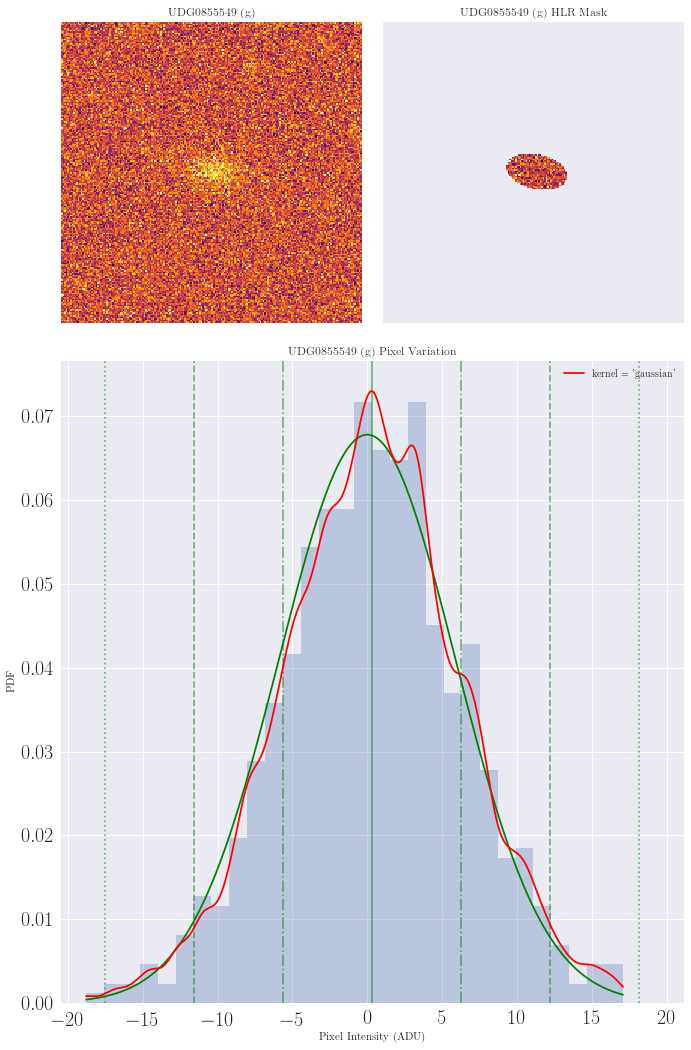 UDG0855549 (g)
UDG0855549 (g) HLR Mask
UDG0855549 (g) Pixel Variation
kernel = 'gaussian'
0.07
0.06
0.05
0.04
0.03
0.02
0.01
0.00
PDF
−20 −15 −10 −5 0 5 10 15 20
Pixel Intensity (ADU)